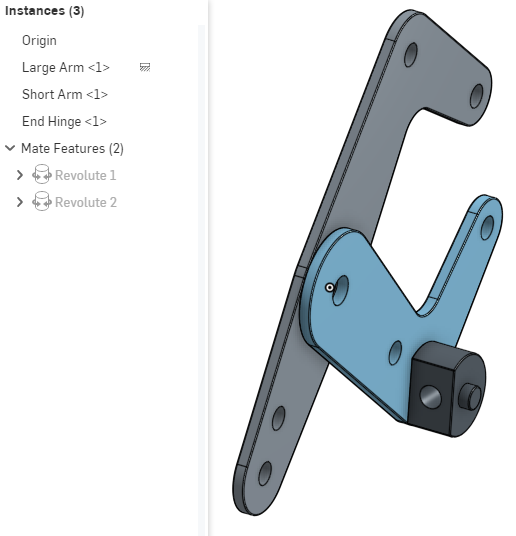 Instances (3)
Origin
Large Arm <1>
Short Arm <1>
End Hinge <1>
Mate Features (2)
Revolute 1
Revolute 2